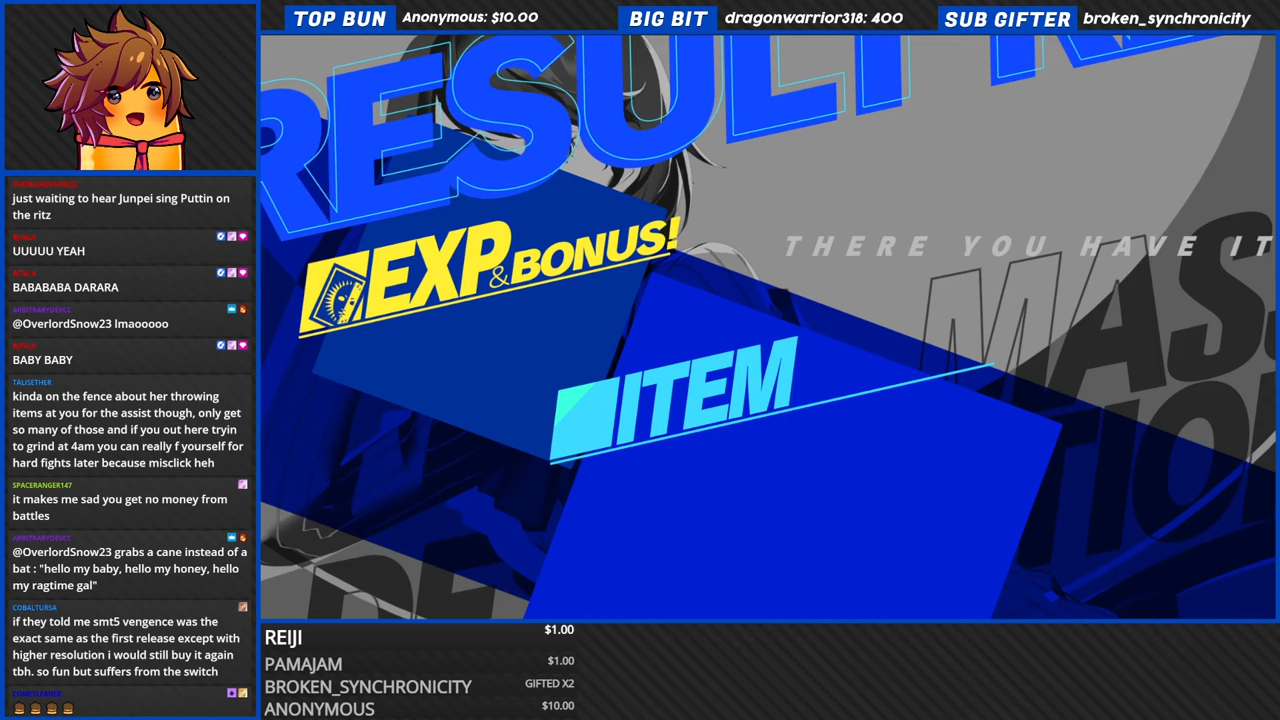 TOP BUN
Anonymous: $10.00
BIG BIT
dragonwarrior318: 400
SUB GIFTER
broken_synchronicity
just waiting to hear Junpei sing Puttin on
the ritz
UUUUU YEAH
BABABABA DARARA
ARBITRARYDEVCC
@OverlordSnow23 lmaooooo
BABY BABY
TALISETHER
kinda on the fence about her throwing
items at you for the assist though, only get
so many of those and if you out here tryin
to grind at 4am you can really f yourself for
hard fights later because misclick heh
SPACERANGER147
it makes me sad you get no money from
battles
ARBITRARYDEVCC
@OverlordSnow23 grabs a cane instead of a
bat : "hello my baby, hello my honey, hello
my ragtime gal"
COBALTURSA
if they told me smt5 vengence was the
exact same as the first release except with
higher resolution i would still buy it again
tbh. so fun but suffers from the switch
COMETLEADER
RESULT
EXP & BONUS!
THERE YOU HAVE IT
ITEM
REIJI
$1.00
PAMAJAM
$1.00
BROKEN_SYNCHRONICITY
GIFTED X2
ANONYMOUS
$10.00